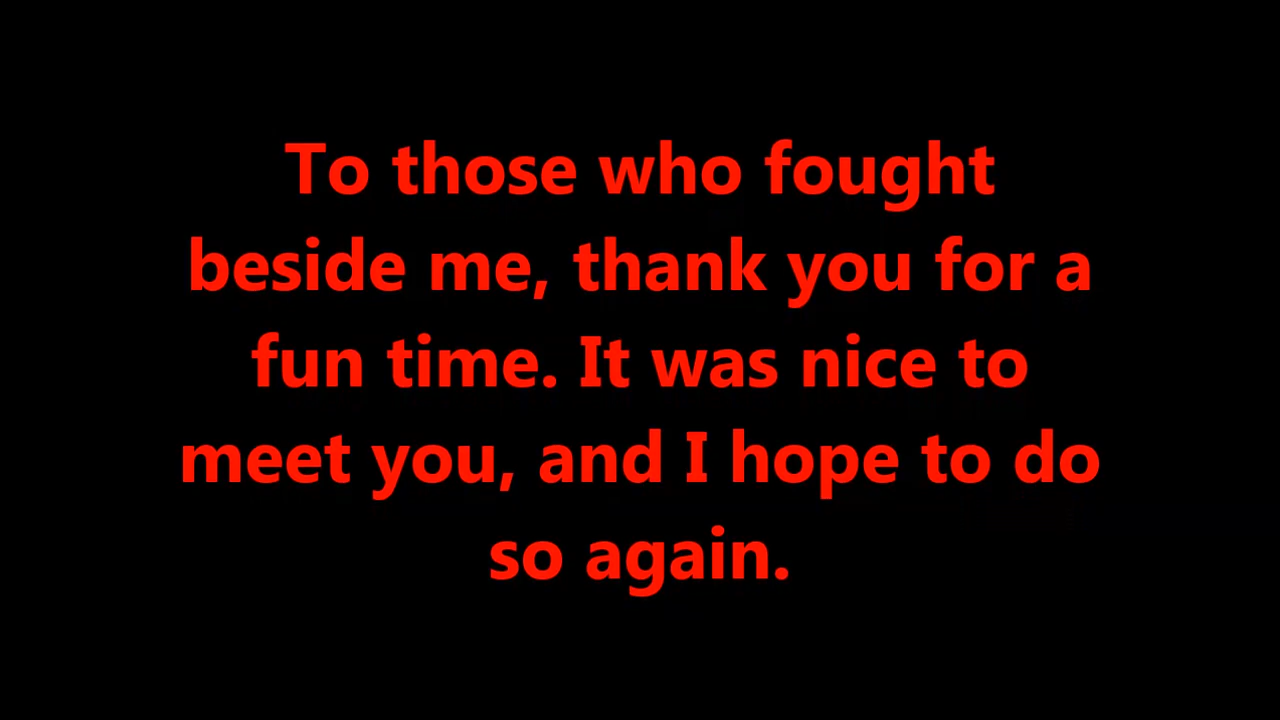 To those who fought
beside me, thank you for a
fun time. It was nice to
meet you, and I hope to do
so again.